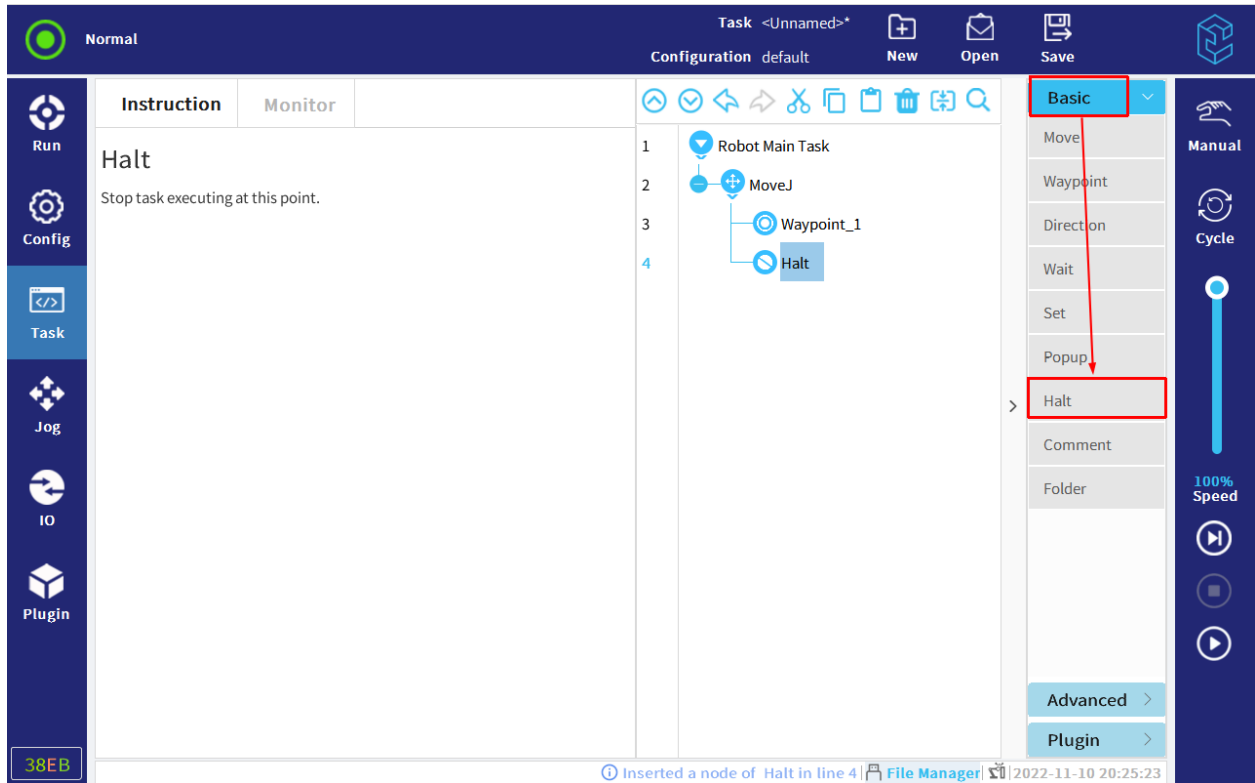 Normal
Task <Unnamed>*
Configuration default
New
Open
Save
Run
Config
Task
Jog
IO
Plugin
38EB
Instruction Monitor
Halt
Stop task executing at this point.
1 Robot Main Task
2 MoveJ
3 Waypoint_1
4 Halt
Basic
Move
Waypoint
Direction
Wait
Set
Popup
Halt
Comment
Folder
Advanced
Plugin
Manual
Cycle
100%
Speed
Inserted a node of Halt in line 4 File Manager 2022-11-10 20:25:23